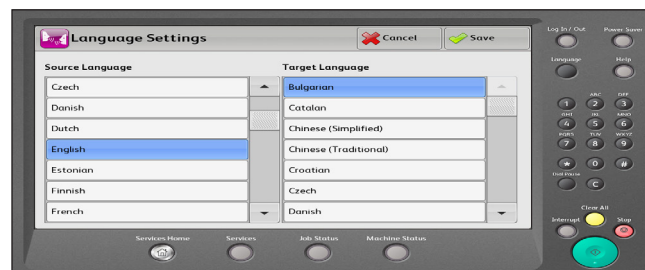 Language Settings
Cancel
Save
Source Language
Target Language
Czech
Danish
Dutch
English
Estonian
Finnish
French
Bulgarian
Catalan
Chinese (Simplified)
Chinese (Traditional)
Croatian
Czech
Danish
Services Home
Services
Job Status
Machine Status
Log In / Out
Power Saver
Language
Help
ABC
DEF
1
2
3
GHI
JKL
MNO
4
5
6
PQRS
TUV
WXYZ
7
8
9
*
0
#
Dial Pause
C
Clear All
Interrupt
Stop